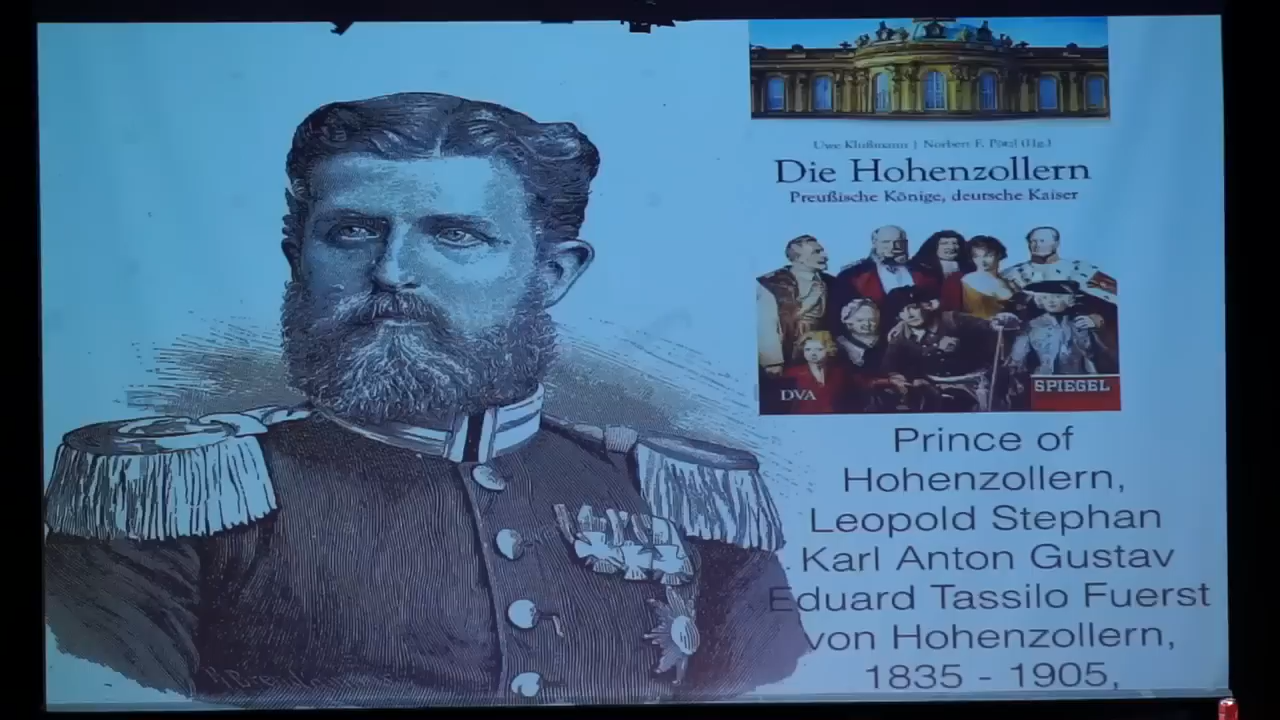 Uwe Klußmann | Norbert F. Pötzl (Hg.)
Die Hohenzollern
Preußische Könige, deutsche Kaiser
DVA
SPIEGEL
Prince of
Hohenzollern,
Leopold Stephan
Karl Anton Gustav
Eduard Tassilo Fuerst
von Hohenzollern,
1835 - 1905,